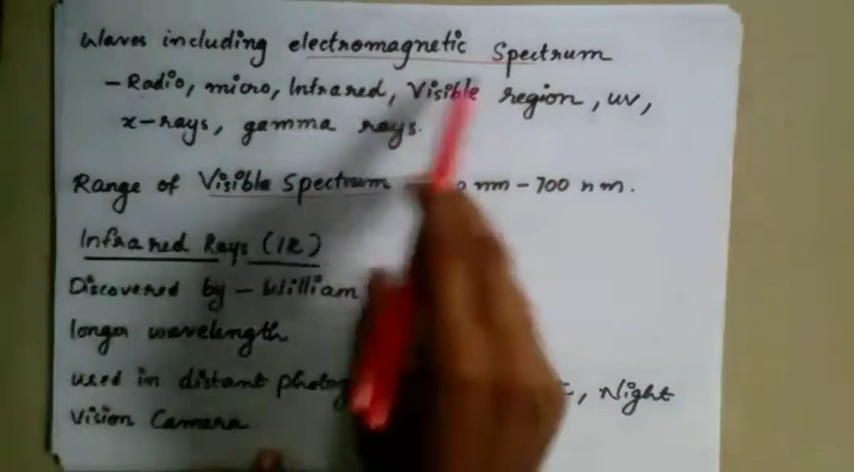 Waves including electromagnetic Spectrum
- Radio, micro, Infrared, Visible region, uv,
x-rays, gamma rays.
Range of Visible Spectrum nm - 700 nm.
Infrared Rays (IR)
Discovered by - William
longer wavelength
used in distant , Night
Vision Camera